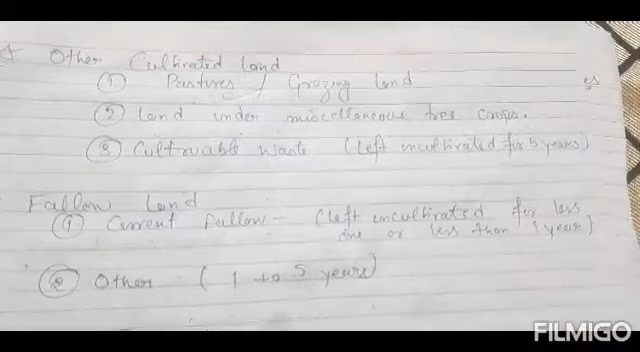 Other Cultivated Land
① Pastures / Grazing Land
② Land under miscellaneous tree crops.
③ Cultruable Waste (left uncultivated for 5 years)
Fallow Land
① Current Fallow - (left uncultivated for less
one or less than 1 year)
② Other ( 1 to 5 years)
FILMIGO